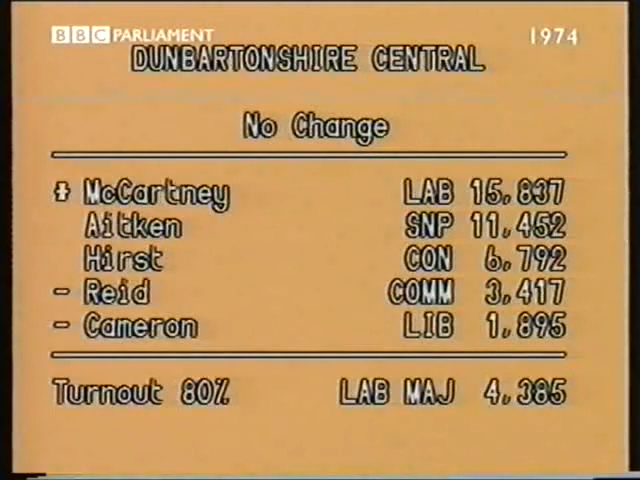 BBC PARLIAMENT 1974
DUNBARTONSHIRE CENTRAL
No Change
* McCartney LAB 15,837
Aitken SNP 11,452
Hirst CON 6,792
- Reid COMM 3,417
- Cameron LIB 1,895
Turnout 80% LAB MAJ 4,385